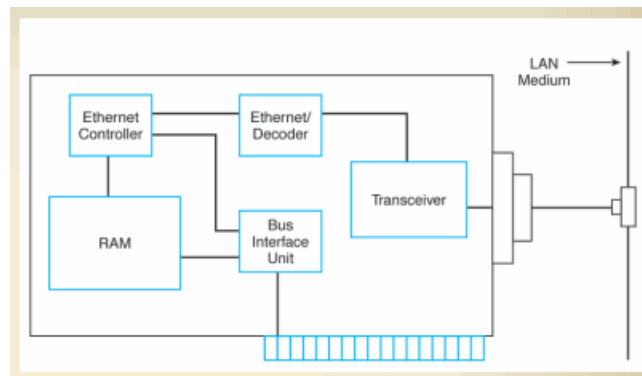 LAN
Medium
Ethernet
Controller
Ethernet/
Decoder
Transceiver
RAM
Bus
Interface
Unit